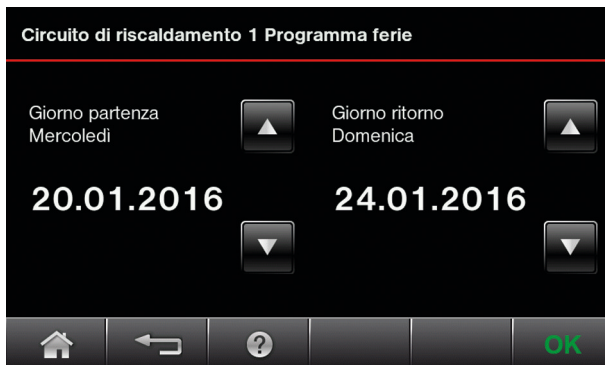 Circuito di riscaldamento 1 Programma ferie
Giorno partenza
Mercoledì
Giorno ritorno
Domenica
20.01.2016
24.01.2016
?
OK